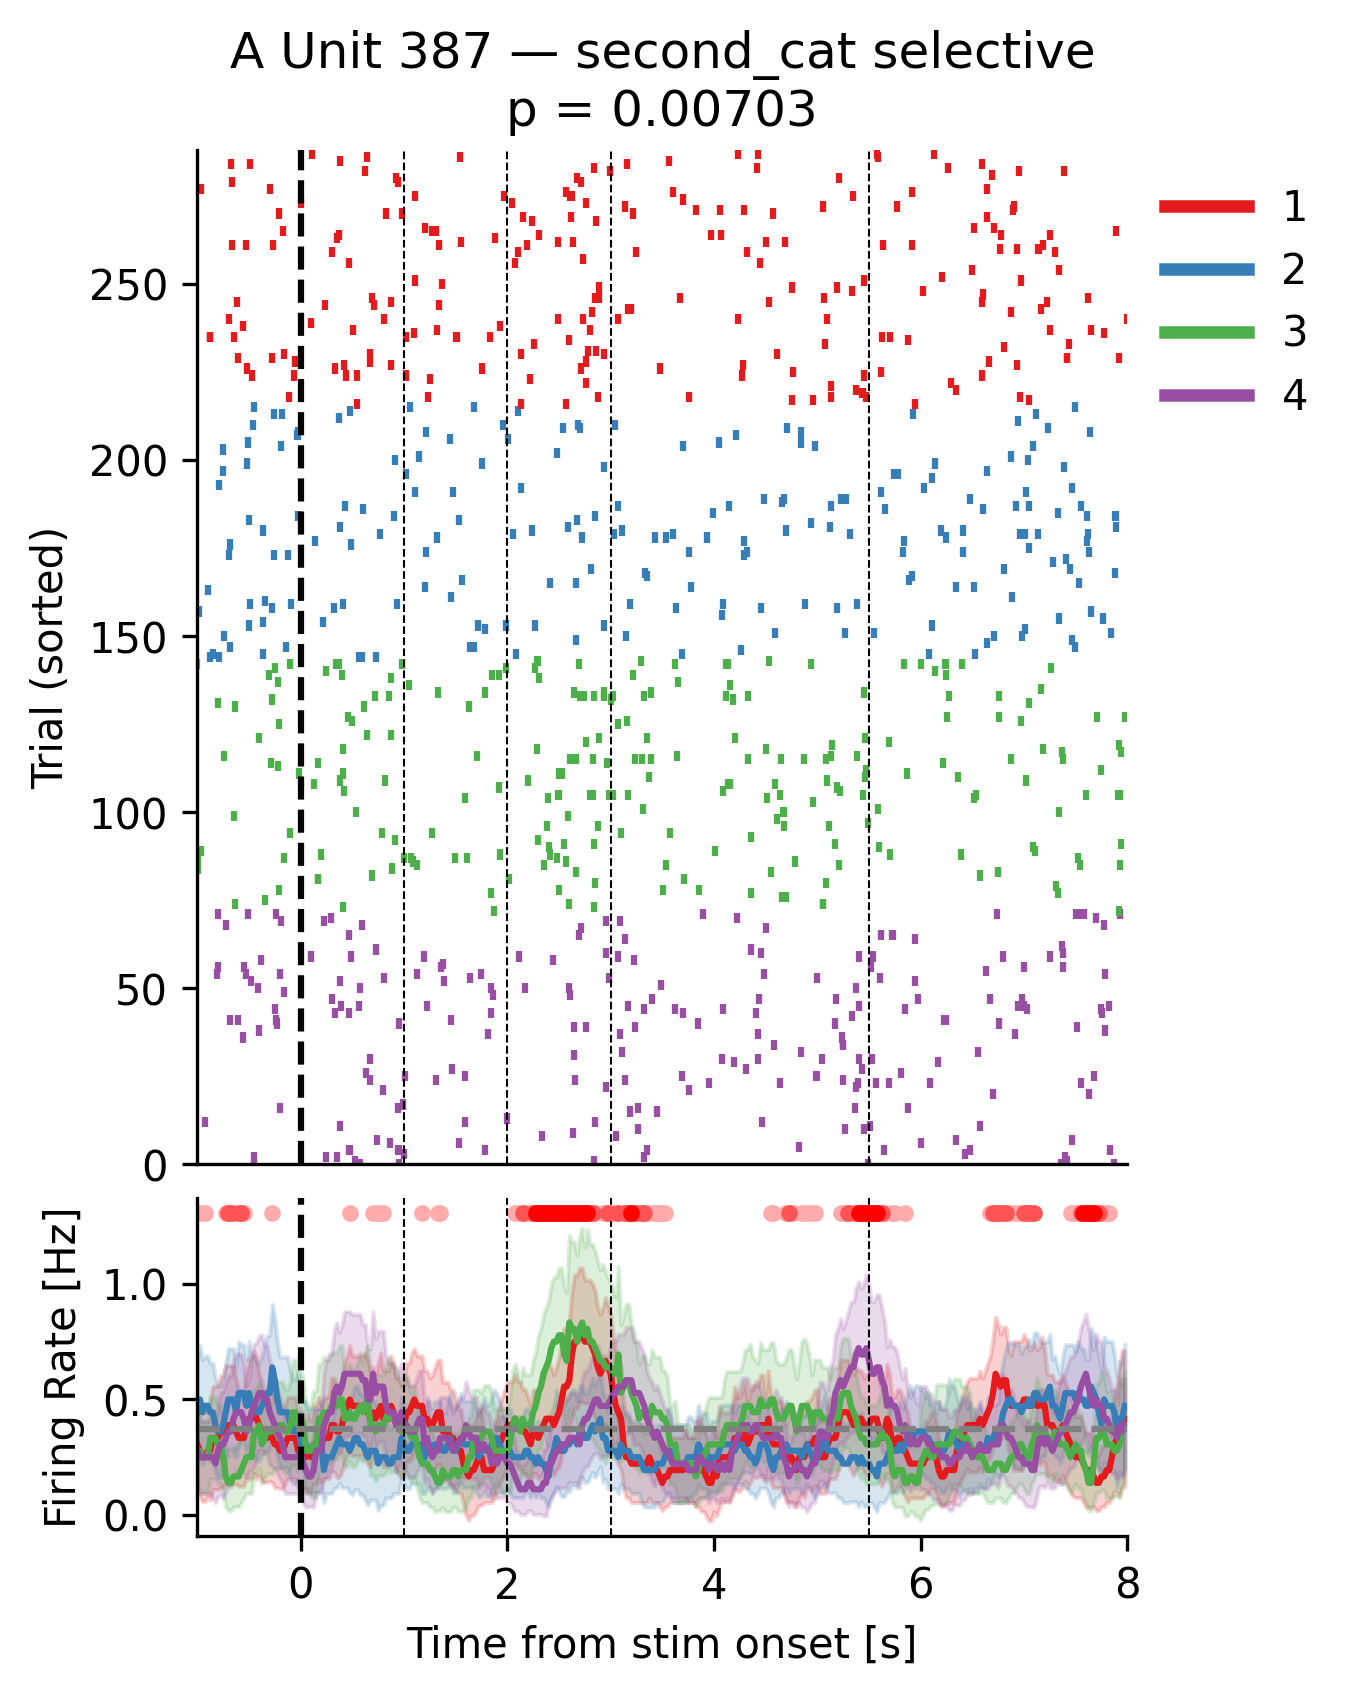 A Unit 387 — second_cat selective
p = 0.00703
1
2
3
4
Trial (sorted)
250
200
150
100
50
0
Firing Rate [Hz]
1.0
0.5
0.0
0 2 4 6 8
Time from stim onset [s]